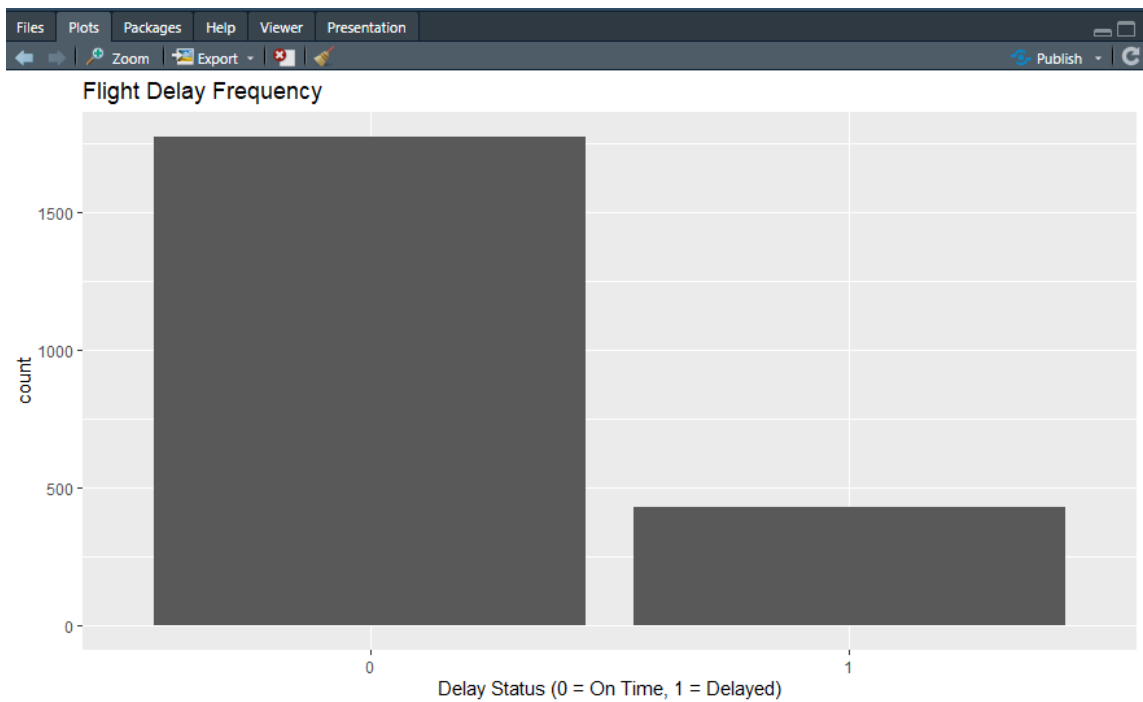 Files Plots Packages Help Viewer Presentation
Zoom Export Publish
Flight Delay Frequency
1500
1000
500
0
count
0 1
Delay Status (0 = On Time, 1 = Delayed)